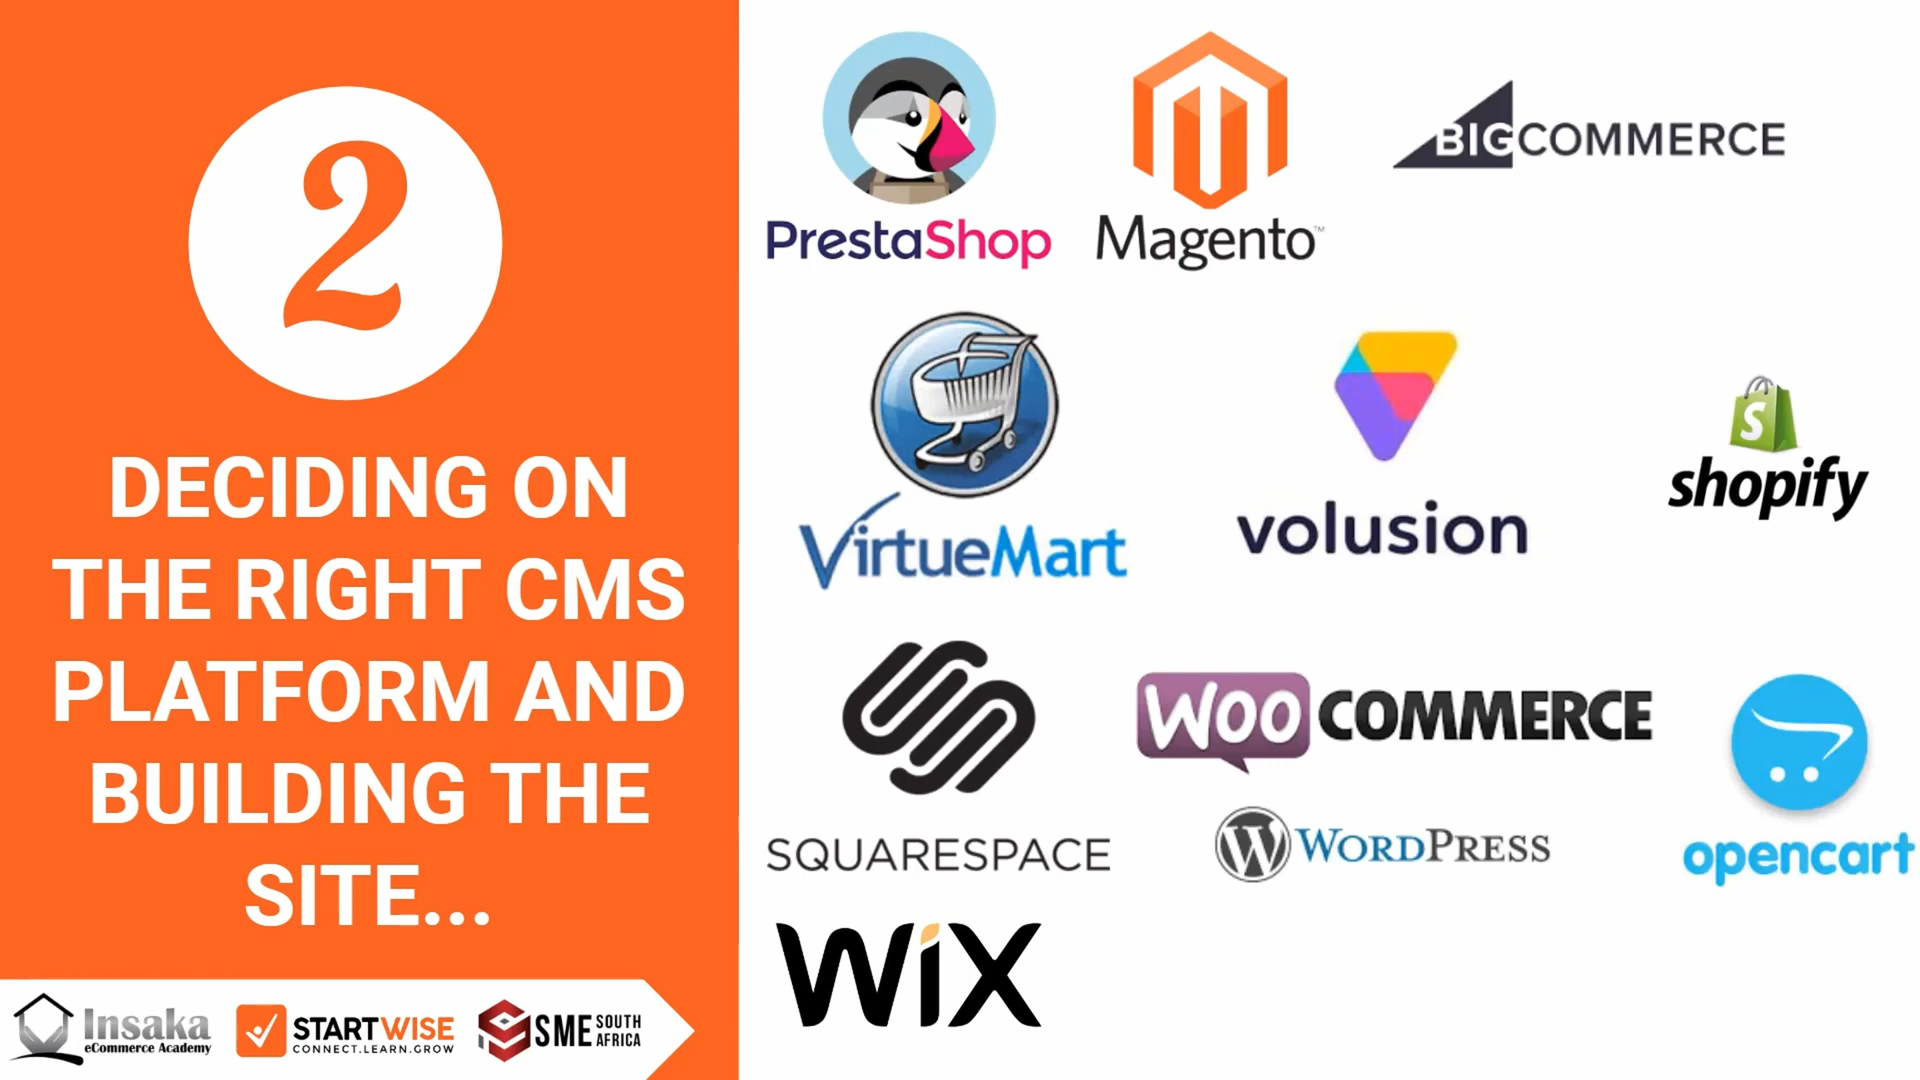 2
DECIDING ON
THE RIGHT CMS
PLATFORM AND
BUILDING THE
SITE...
Insaka
eCommerce Academy
STARTWISE
CONNECT.LEARN.GROW
SME SOUTH
AFRICA
PrestaShop
Magento™
BIGCOMMERCE
VirtueMart
volusion
S
shopify
SQUARESPACE
WOO COMMERCE
W WORDPRESS
opencart
WiX